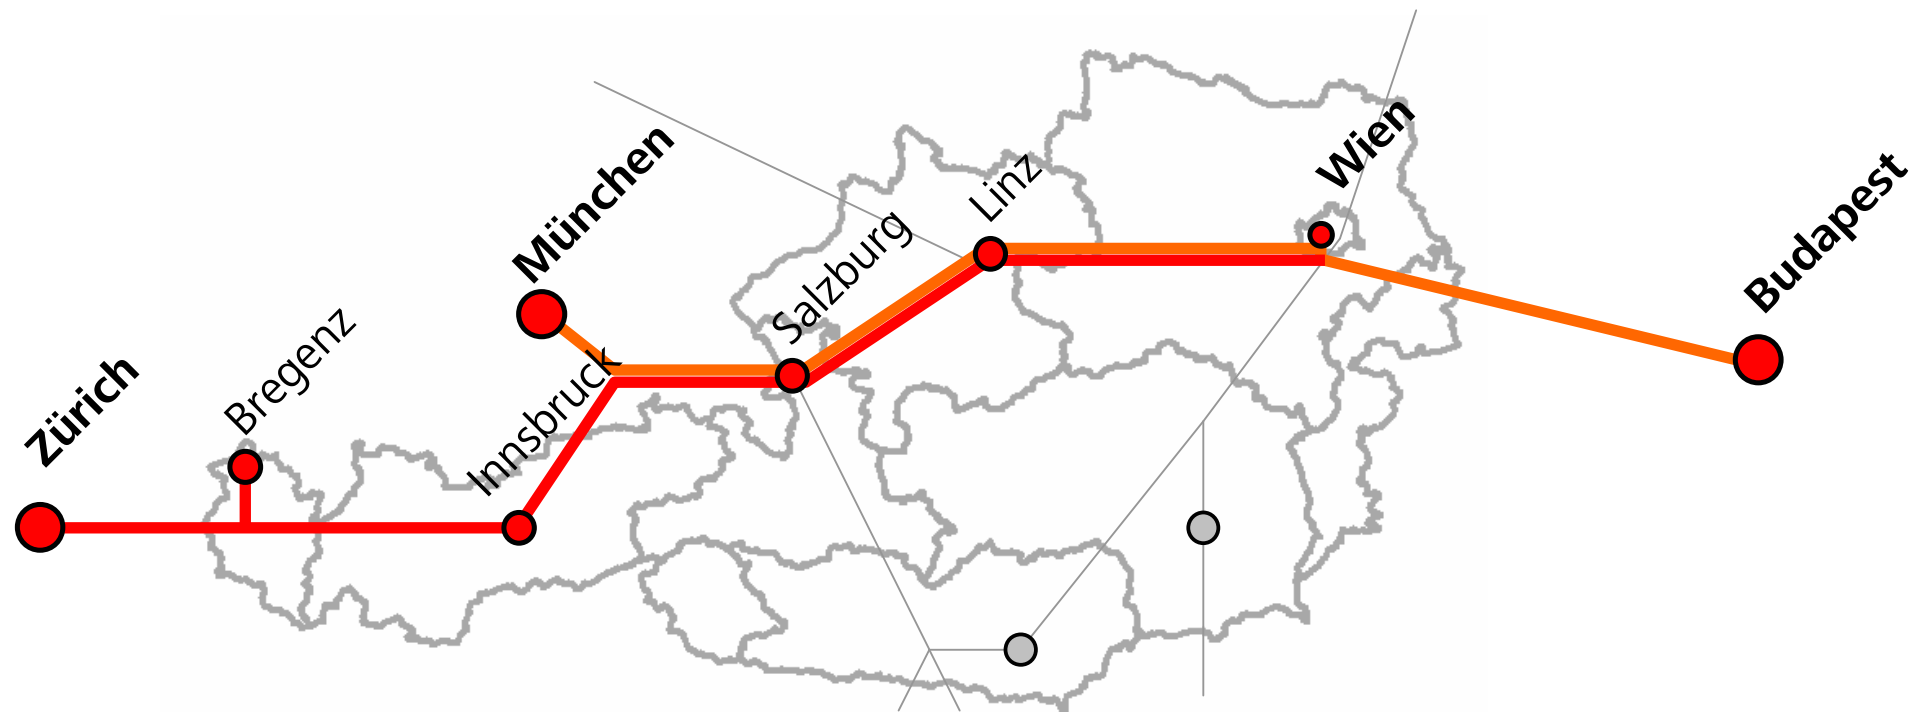 Zürich
Bregenz
Innsbruck
München
Salzburg
Linz
Wien
Budapest